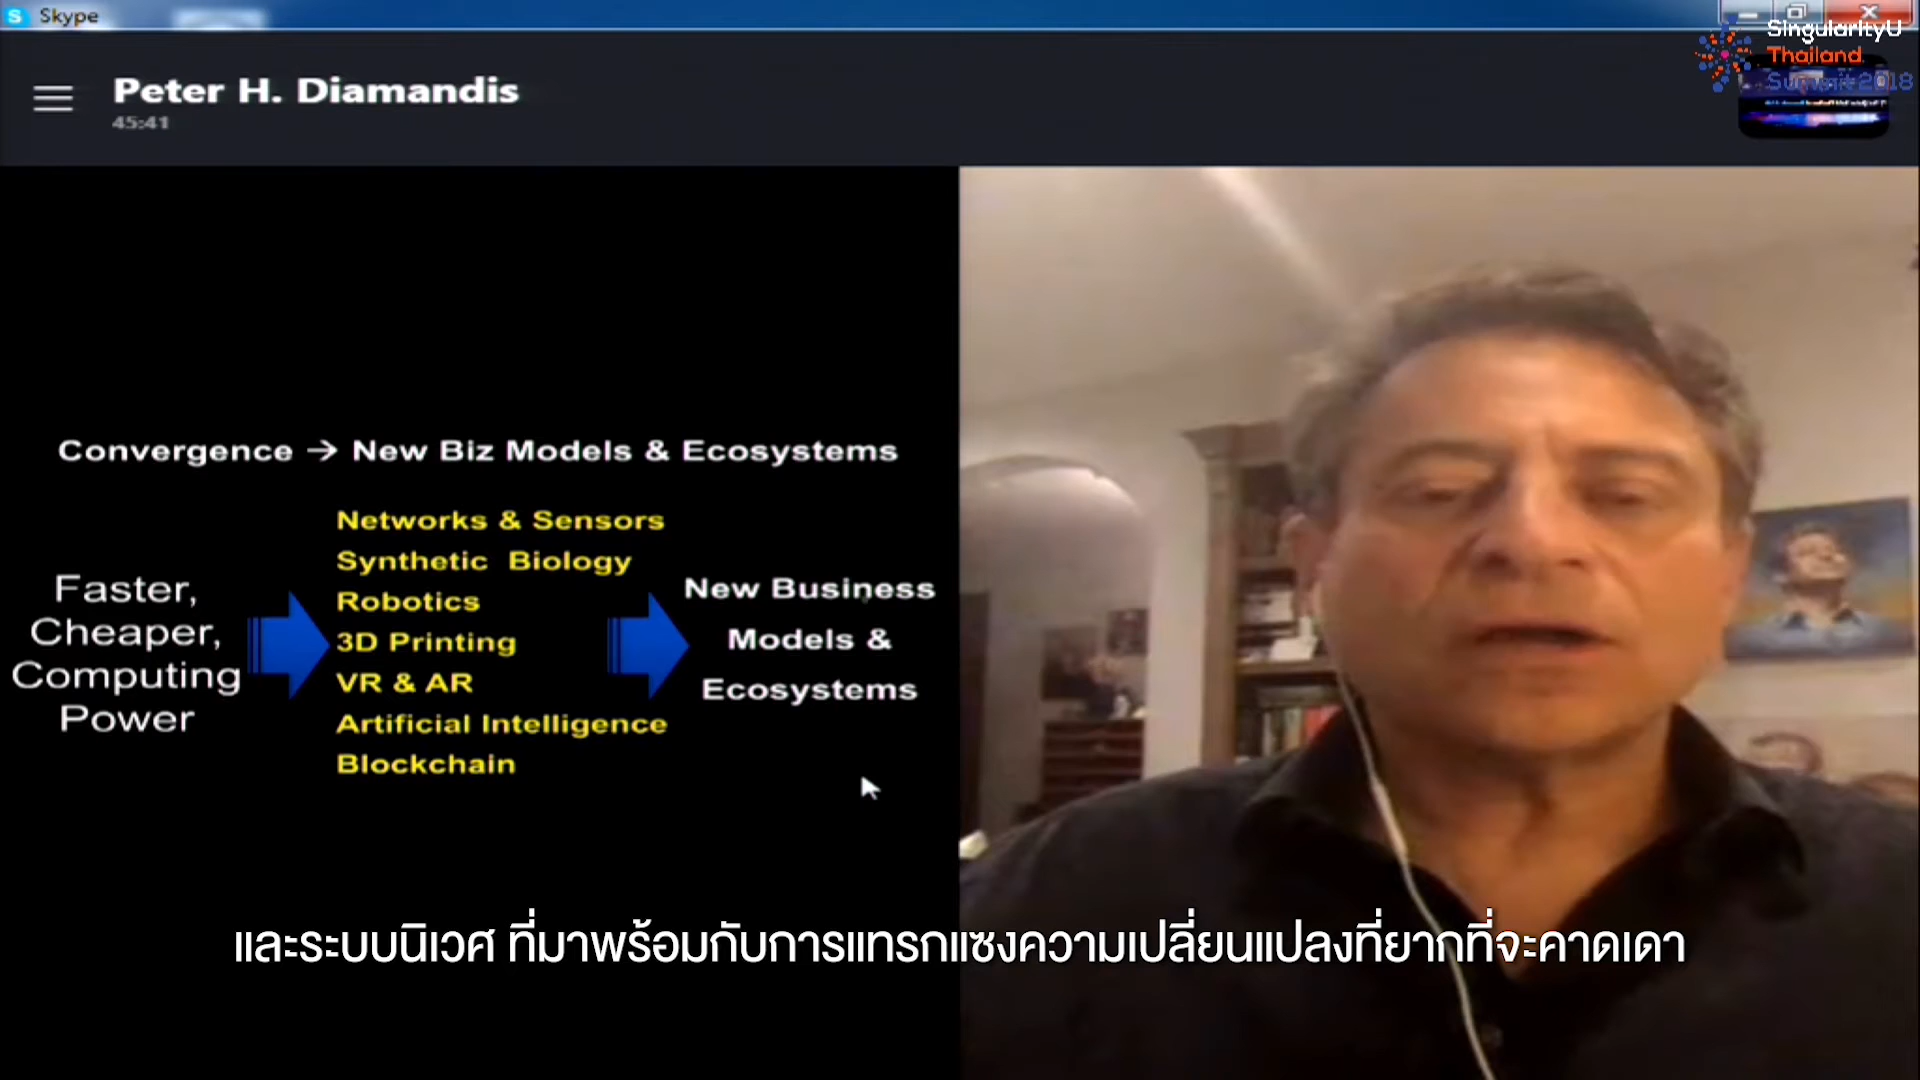 Skype
SingularityU
Thailand
Summit 2018
Peter H. Diamandis
45:41
Convergence → New Biz Models & Ecosystems
Faster,
Cheaper,
Computing
Power
Networks & Sensors
Synthetic Biology
Robotics
3D Printing
VR & AR
Artificial Intelligence
Blockchain
New Business
Models &
Ecosystems
และระบบนิเวศ ที่มาพร้อมกับการแทรกแซงความเปลี่ยนแปลงที่ยากที่จะคาดเดา